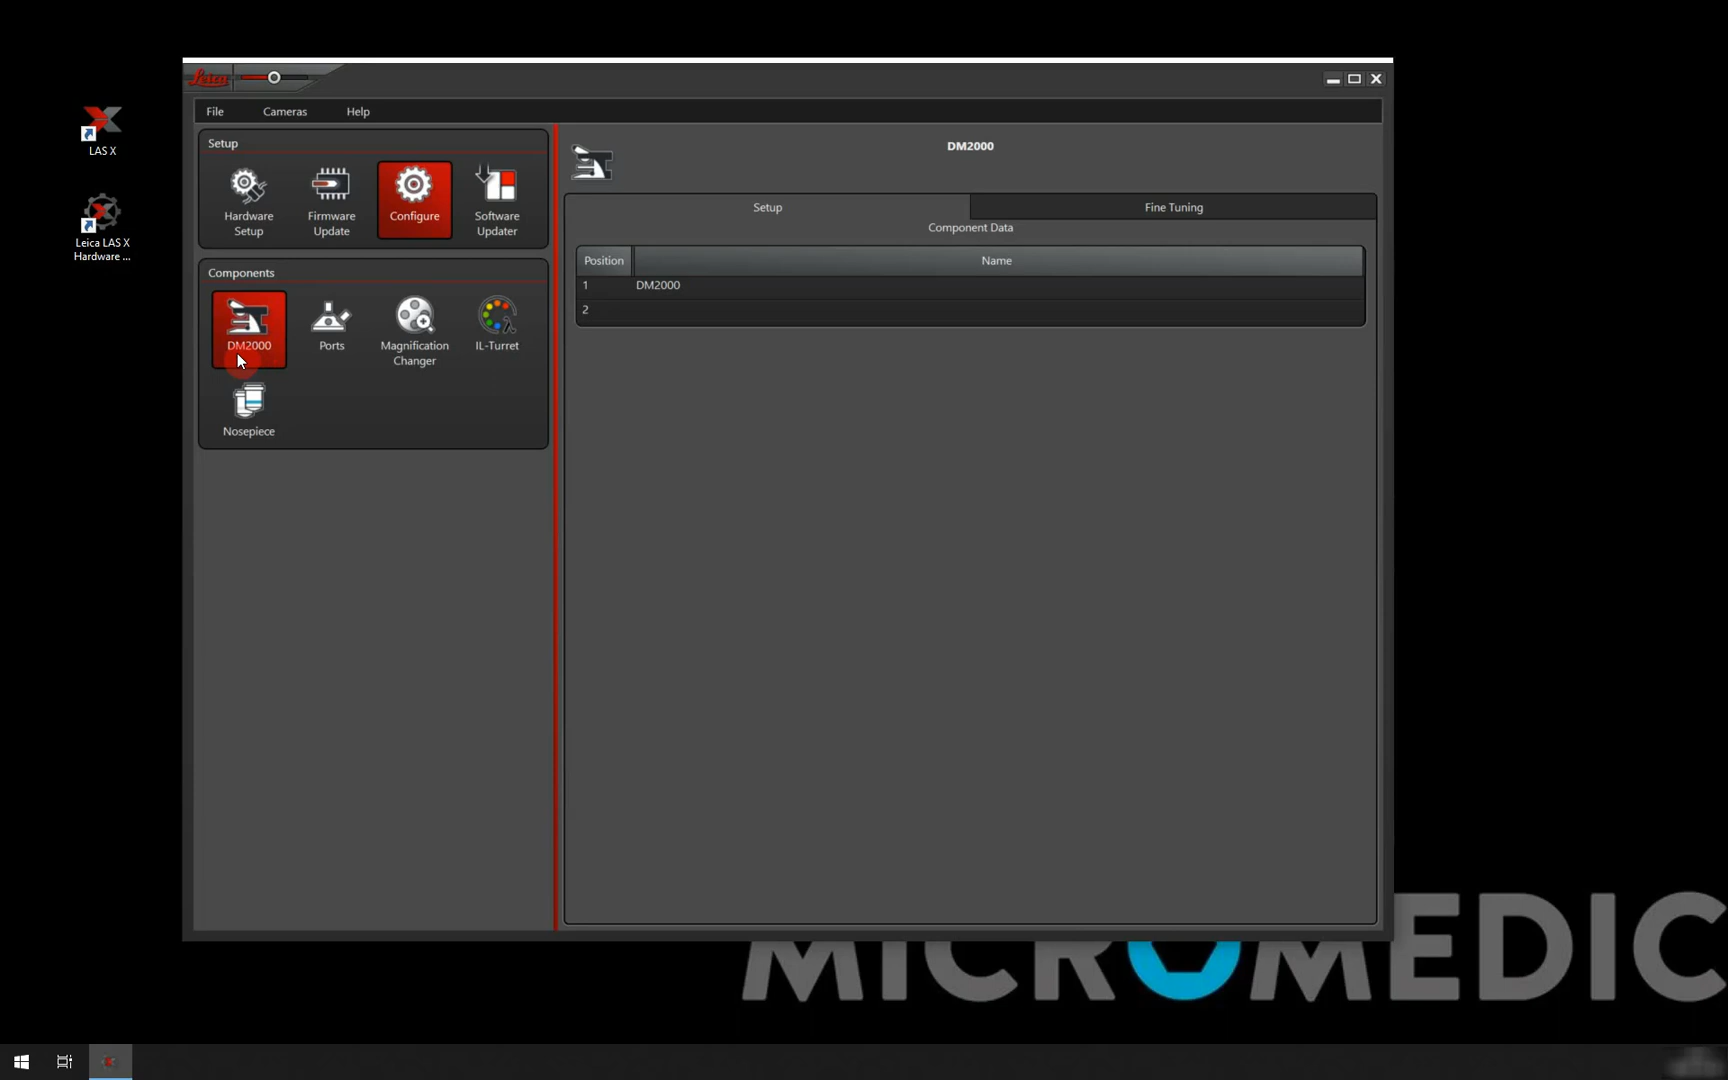 LAS X
Leica LAS X
Hardware ...
Leica
File
Cameras
Help
Setup
Hardware
Setup
Firmware
Update
Configure
Software
Updater
Components
DM2000
Ports
Magnification
Changer
IL-Turret
Nosepiece
DM2000
Setup
Fine Tuning
Component Data
Position
Name
1
DM2000
2
MICROMEDIC